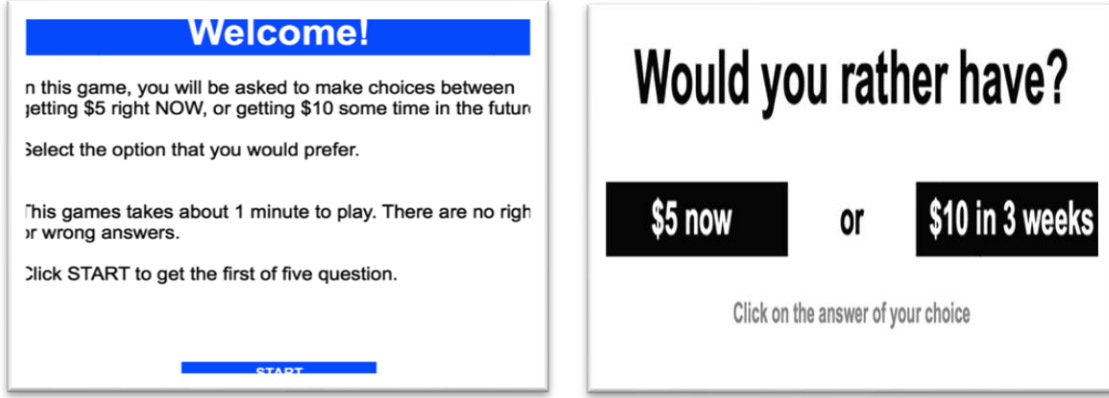 Welcome!
n this game, you will be asked to make choices between
getting $5 right NOW, or getting $10 some time in the futur
Select the option that you would prefer.
This games takes about 1 minute to play. There are no righ
or wrong answers.
Click START to get the first of five question.
START
Would you rather have?
$5 now or $10 in 3 weeks
Click on the answer of your choice